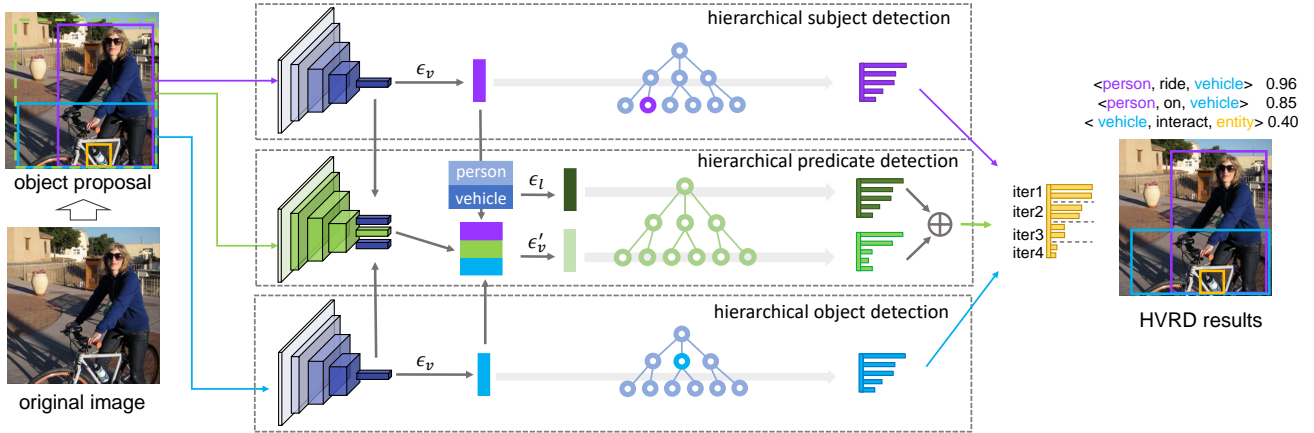 hierarchical subject detection
ϵᵥ
<person, ride, vehicle> 0.96
<person, on, vehicle> 0.85
< vehicle, interact, entity> 0.40
object proposal
hierarchical predicate detection
person
vehicle
ϵₗ
ϵ′ᵥ
iter1
iter2
iter3
iter4
hierarchical object detection
ϵᵥ
HVRD results
original image